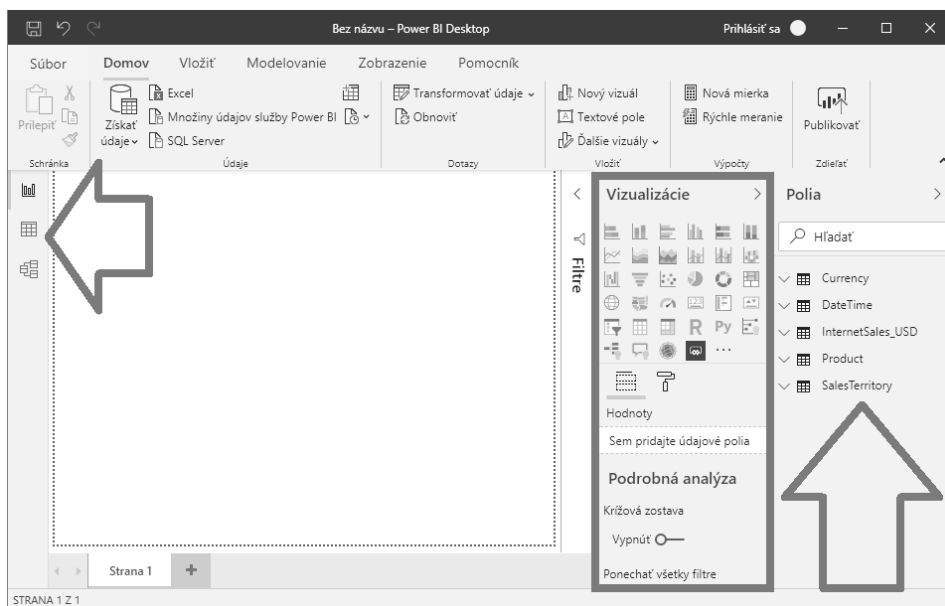 Bez názvu – Power BI Desktop
Prihlásiť sa
Súbor
Domov
Vložiť
Modelovanie
Zobrazenie
Pomocník
Prilepiť
Schránka
Získať
údaje
Excel
Množiny údajov služby Power BI
SQL Server
Údaje
Transformovať údaje
Obnoviť
Dotazy
Nový vizuál
Textové pole
Ďalšie vizuály
Vložiť
Nová mierka
Rýchle meranie
Výpočty
Publikovať
Zdieľať
Filtre
Vizualizácie
R
Py
Hodnoty
Sem pridajte údajové polia
Podrobná analýza
Krížová zostava
Vypnúť
Ponechať všetky filtre
Polia
Hľadať
Currency
DateTime
InternetSales_USD
Product
SalesTerritory
Strana 1
STRANA 1 Z 1